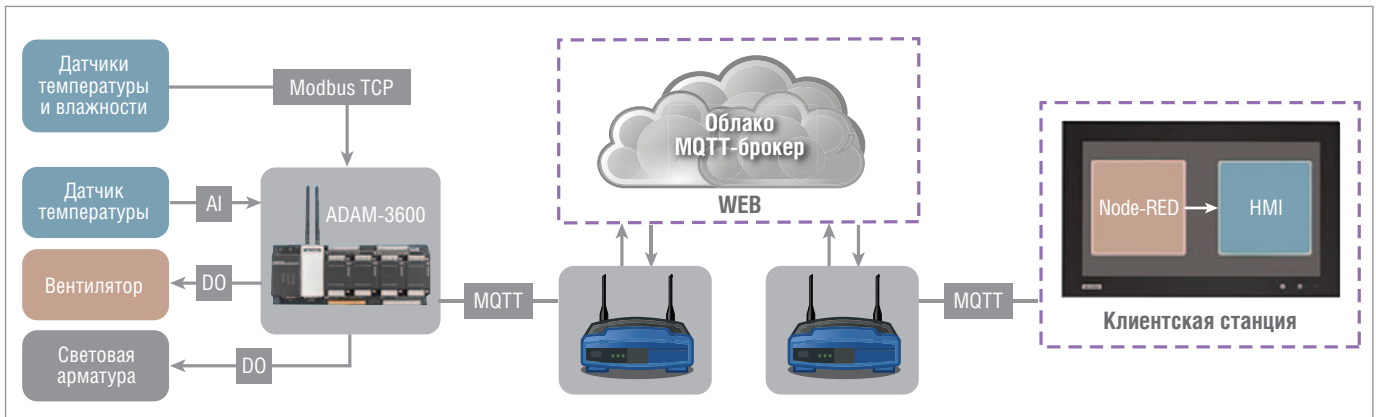 Датчики
температуры
и влажности
Modbus TCP
Датчик
температуры
AI
ADAM-3600
Вентилятор
DO
Световая
арматура
DO
MQTT
Облако
MQTT-брокер
WEB
MQTT
Node-RED
HMI
Клиентская станция